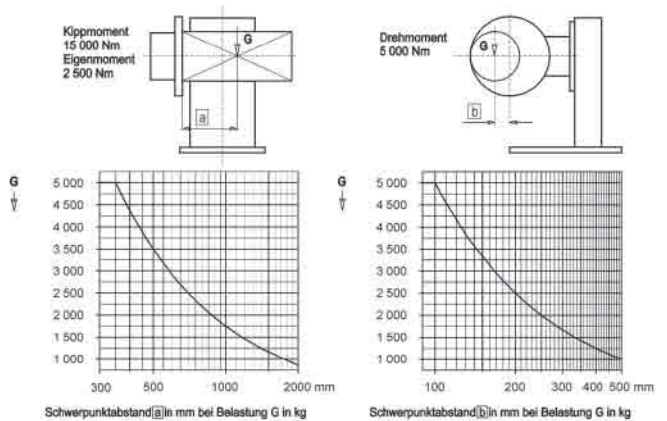 Kippmoment
15 000 Nm
Eigenmoment
2 500 Nm
G
a
Drehmoment
5 000 Nm
G
b
G
5 000
4 500
4 000
3 500
3 000
2 500
2 000
1 500
1 000
300 500 1000 2000 mm
Schwerpunktabstand a in mm bei Belastung G in kg
G
5 000
4 500
4 000
3 500
3 000
2 500
2 000
1 500
1 000
100 200 300 400 500 mm
Schwerpunktabstand b in mm bei Belastung G in kg